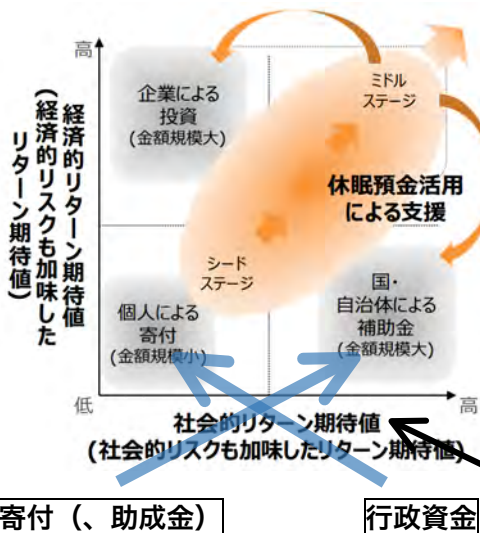 高
経済的リターン期待値
(経済的リスクも加味した
リターン期待値)
企業による
投資
(金額規模大)
ミドル
ステージ
休眠預金活用
による支援
シード
ステージ
個人による
寄付
(金額規模小)
国・
自治体による
補助金
(金額規模大)
低
高
社会的リターン期待値
(社会的リスクも加味したリターン期待値)
寄付（、助成金）
行政資金